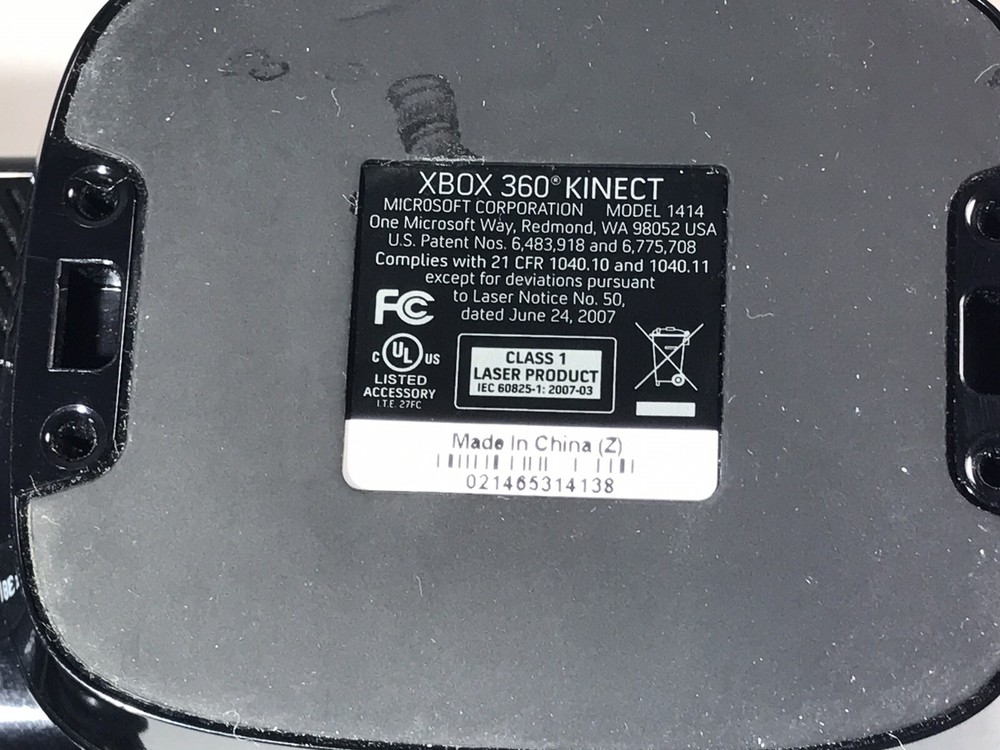 XBOX 360® KINECT
MICROSOFT CORPORATION MODEL 1414
One Microsoft Way, Redmond, WA 98052 USA
U.S. Patent Nos. 6,483,918 and 6,775,708
Complies with 21 CFR 1040.10 and 1040.11
except for deviations pursuant
to Laser Notice No. 50,
dated June 24, 2007
FC
C UL US
LISTED
ACCESSORY
I.T.E. 27FC
CLASS 1
LASER PRODUCT
IEC 60825-1: 2007-03
Made In China (Z)
021465314138